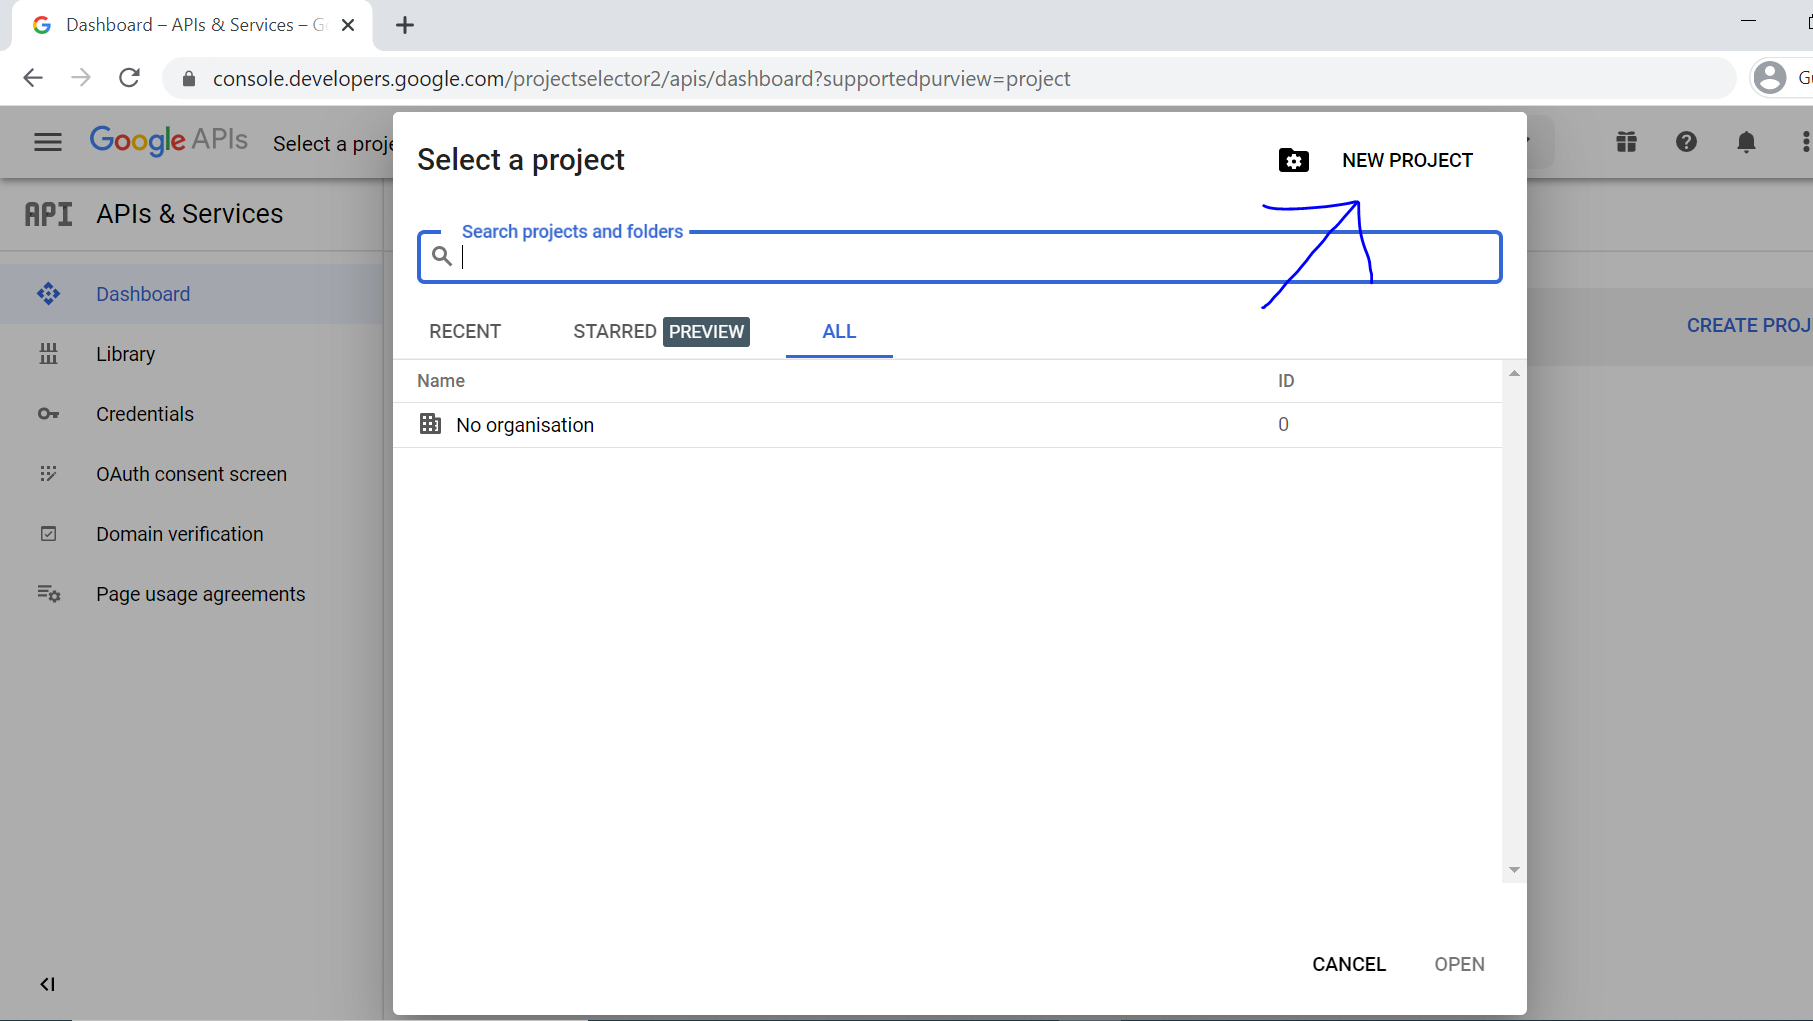 Dashboard – APIs & Services – G
console.developers.google.com/projectselector2/apis/dashboard?supportedpurview=project
Google APIs
Select a proje
Select a project
NEW PROJECT
API APIs & Services
Search projects and folders
Dashboard
RECENT
STARRED PREVIEW
ALL
CREATE PROJ
Library
Name
ID
Credentials
No organisation
0
OAuth consent screen
Domain verification
Page usage agreements
CANCEL
OPEN